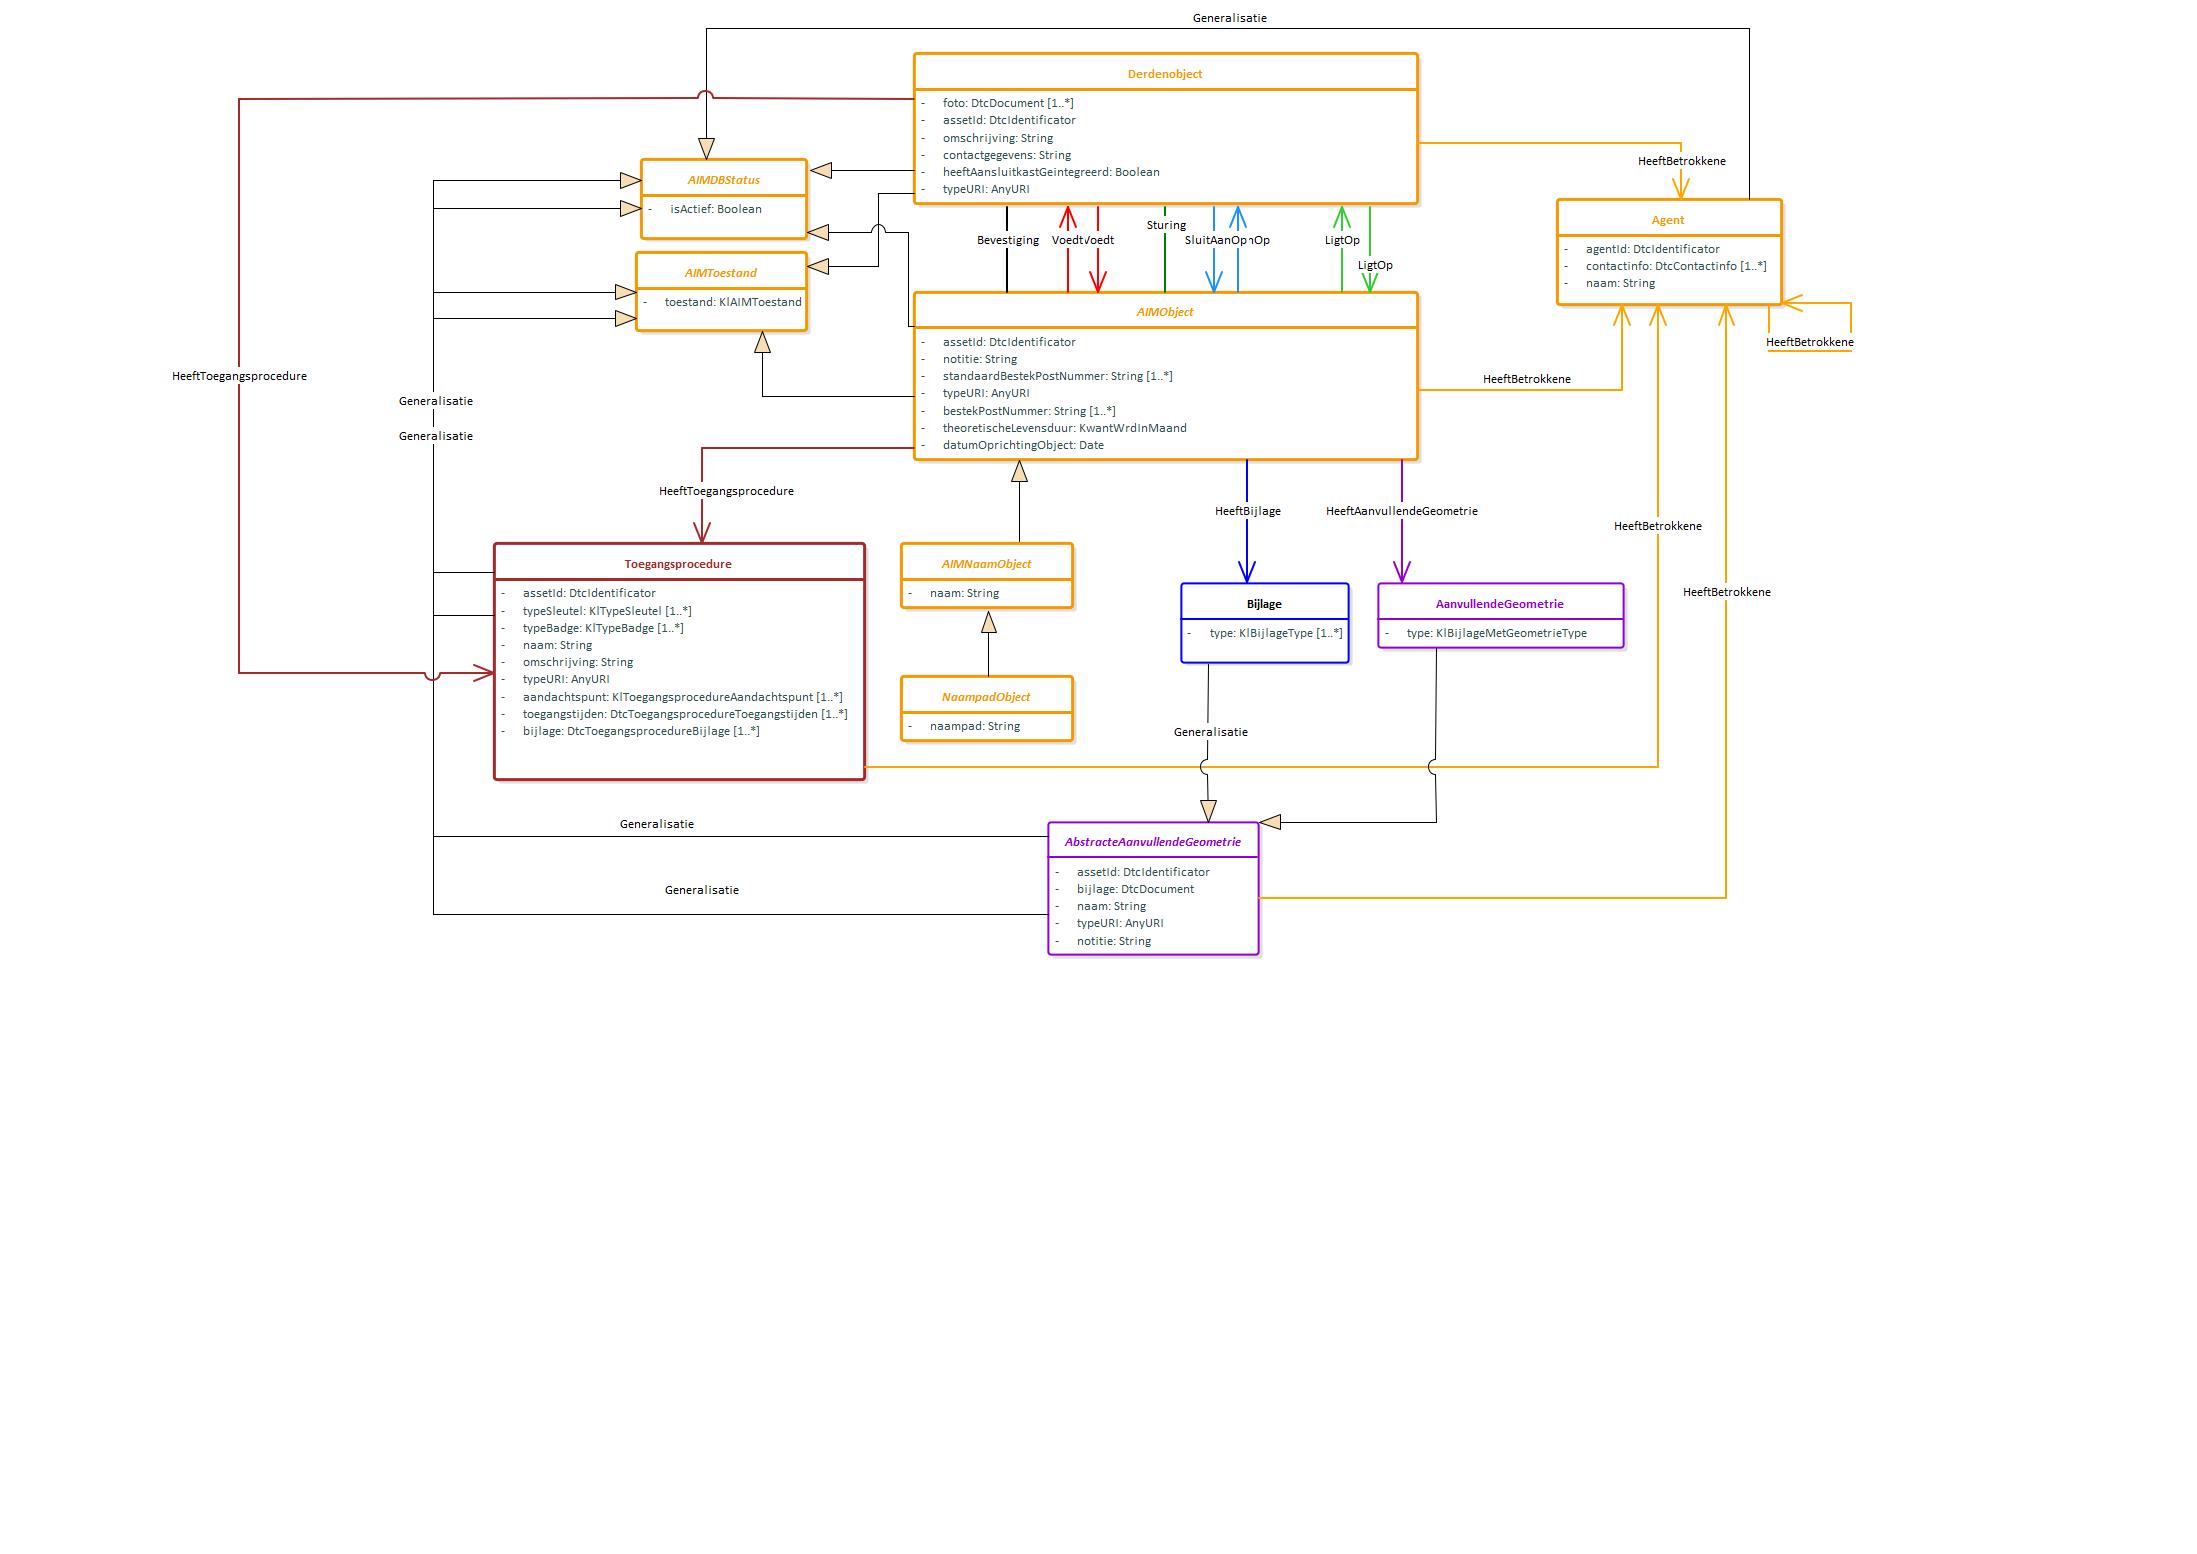 Generalisatie
Derdenobject
- foto: DtcDocument [1..*]
- assetId: DtcIdentificator
- omschrijving: String
- contactgegevens: String
- heeftAansluitkastGeintegreerd: Boolean
- typeURI: AnyURI
HeeftBetrokkene
AIMDBStatus
- isActief: Boolean
Agent
- agentId: DtcIdentificator
- contactinfo: DtcContactinfo [1..*]
- naam: String
Bevestiging
Voedt
Voedt
Sturing
SluitAanOp
LigtOp
LigtOp
AIMToestand
- toestand: KlAIMToestand
AIMObject
- assetId: DtcIdentificator
- notitie: String
- standaardBestekPostNummer: String [1..*]
- typeURI: AnyURI
- bestekPostNummer: String [1..*]
- theoretischeLevensduur: KwantWrdInMaand
- datumOprichtingObject: Date
HeeftBetrokkene
HeeftBetrokkene
HeeftToegangsprocedure
Generalisatie
Generalisatie
HeeftToegangsprocedure
HeeftBijlage
HeeftAanvullendeGeometrie
HeeftBetrokkene
HeeftBetrokkene
Toegangsprocedure
- assetId: DtcIdentificator
- typeSleutel: KlTypeSleutel [1..*]
- typeBadge: KlTypeBadge [1..*]
- naam: String
- omschrijving: String
- typeURI: AnyURI
- aandachtspunt: KlToegangsprocedureAandachtspunt [1..*]
- toegangstijden: DtcToegangsprocedureToegangstijden [1..*]
- bijlage: DtcToegangsprocedureBijlage [1..*]
AIMNaamObject
- naam: String
NaampadObject
- naampad: String
Bijlage
- type: KlBijlageType [1..*]
AanvullendeGeometrie
- type: KlBijlageMetGeometrieType
Generalisatie
Generalisatie
Generalisatie
AbstracteAanvullendeGeometrie
- assetId: DtcIdentificator
- bijlage: DtcDocument
- naam: String
- typeURI: AnyURI
- notitie: String